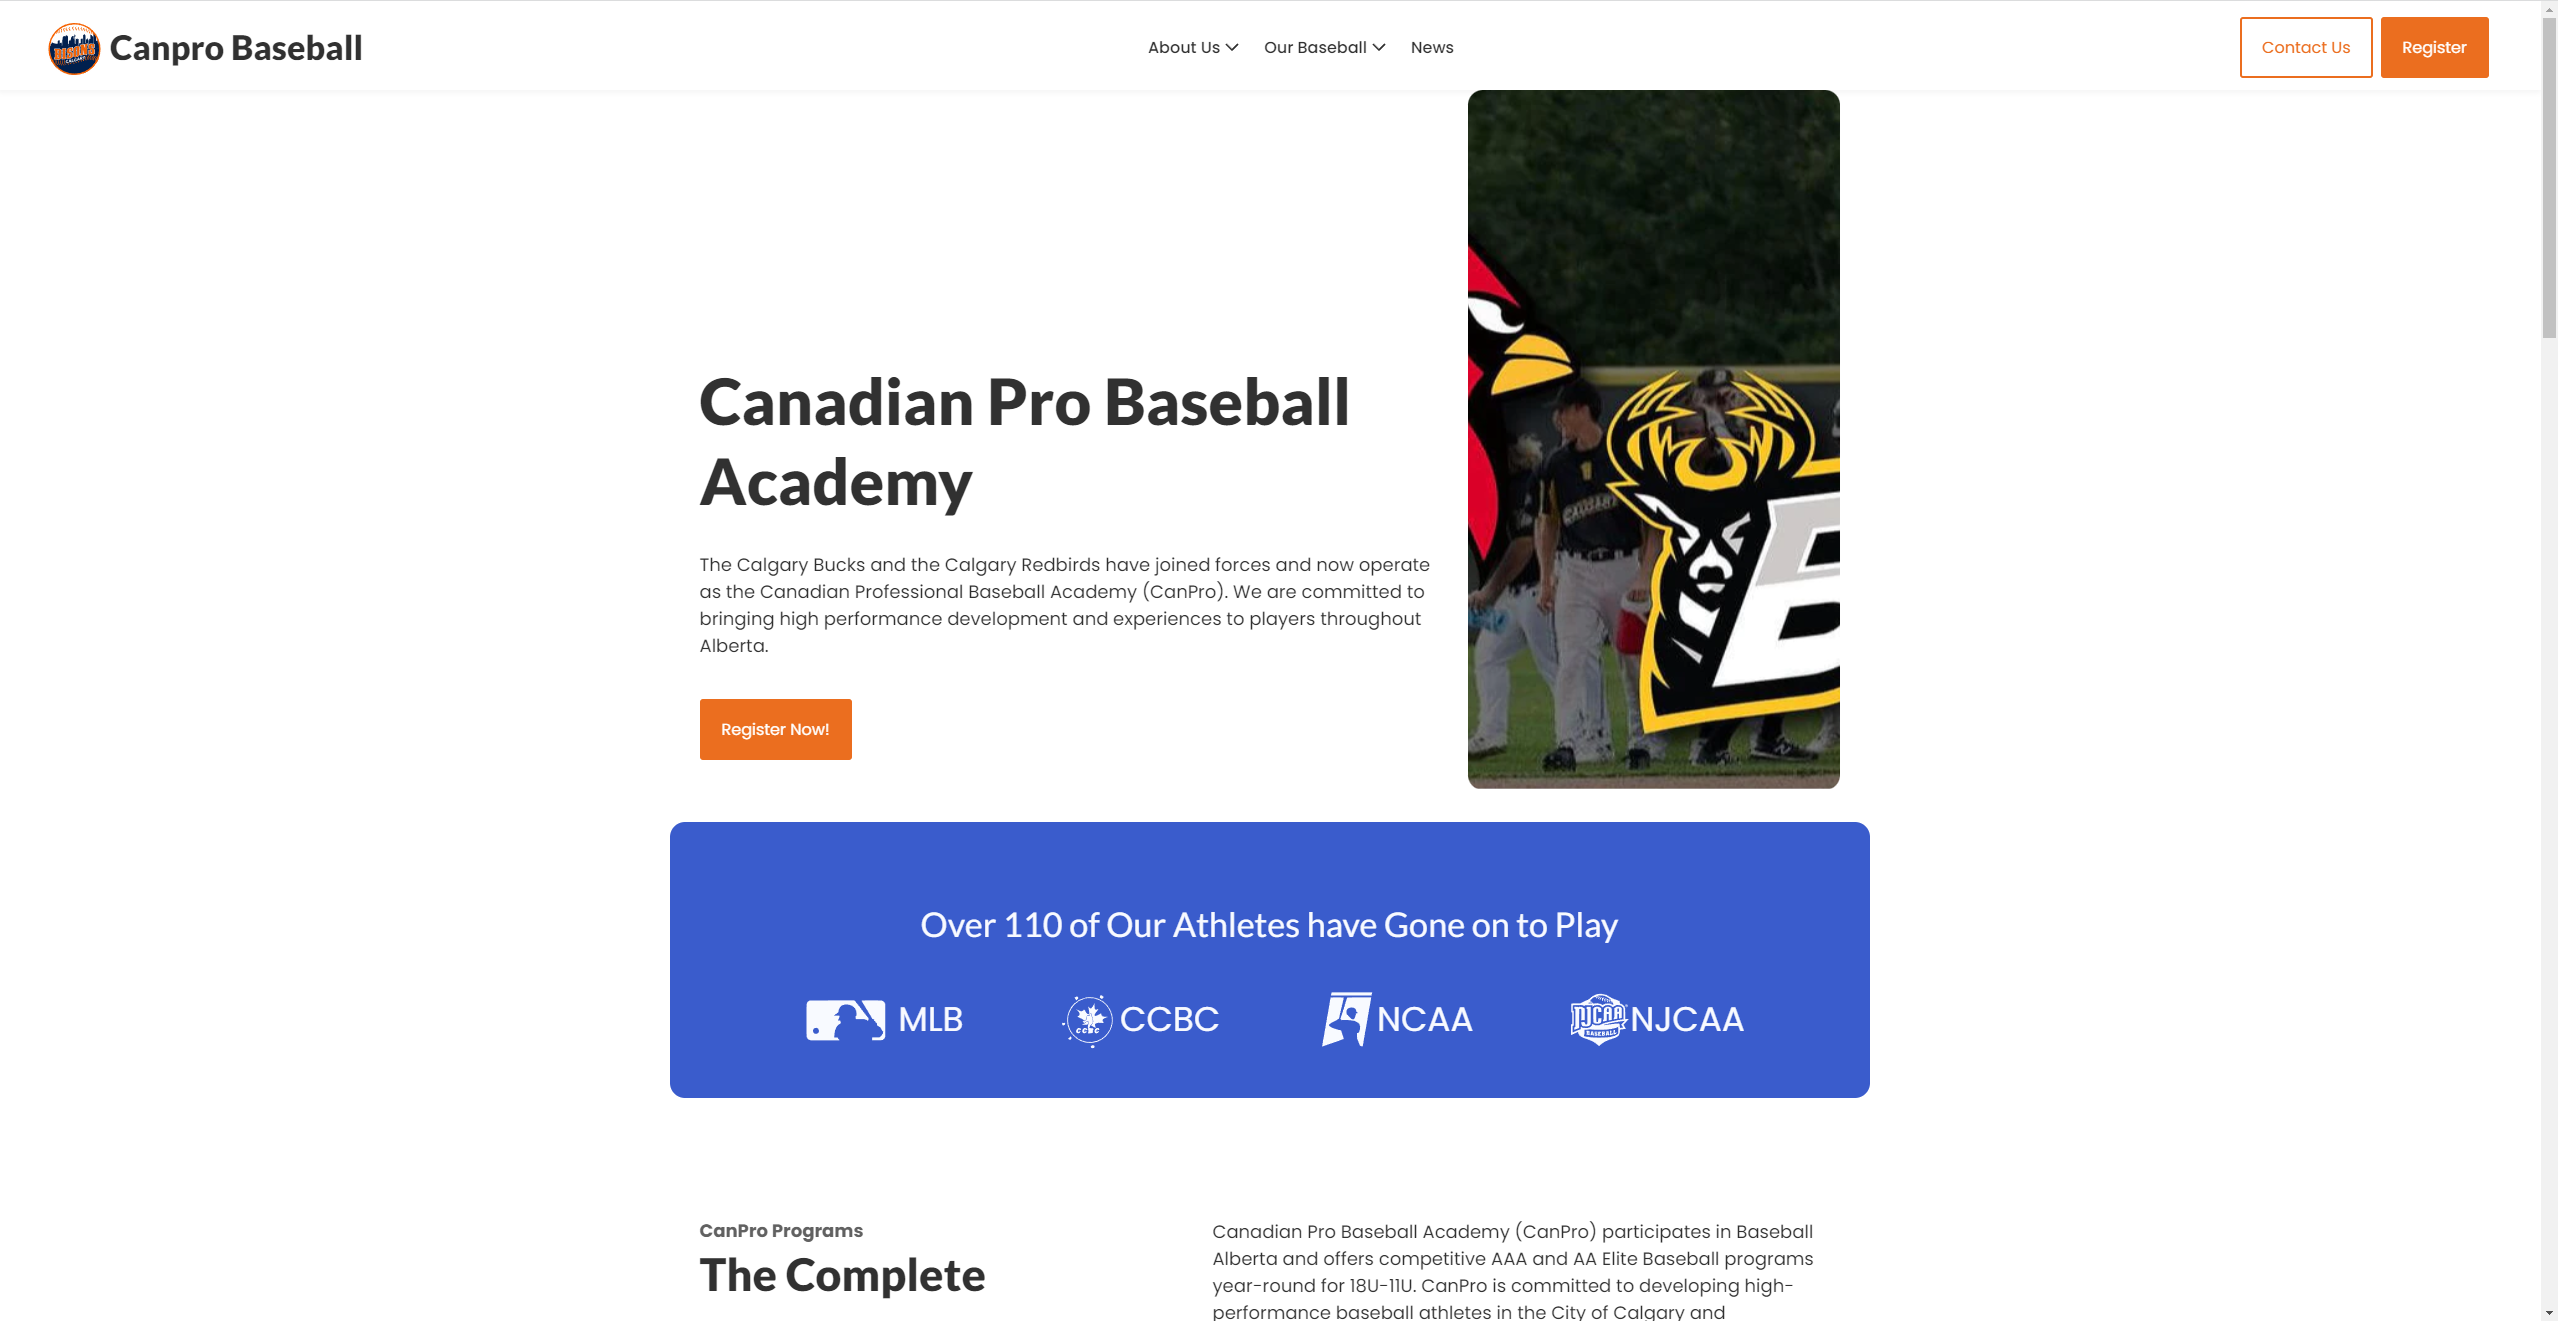 Canpro Baseball
About Us
Our Baseball
News
Contact Us
Register
Canadian Pro Baseball
Academy
The Calgary Bucks and the Calgary Redbirds have joined forces and now operate
as the Canadian Professional Baseball Academy (CanPro). We are committed to
bringing high performance development and experiences to players throughout
Alberta.
Register Now!
Over 110 of Our Athletes have Gone on to Play
MLB
CCBC
CCBC
NCAA
NJCAA
BASEBALL
NJCAA
CanPro Programs
The Complete
Canadian Pro Baseball Academy (CanPro) participates in Baseball
Alberta and offers competitive AAA and AA Elite Baseball programs
year-round for 18U-11U. CanPro is committed to developing high-
performance baseball athletes in the City of Calgary and